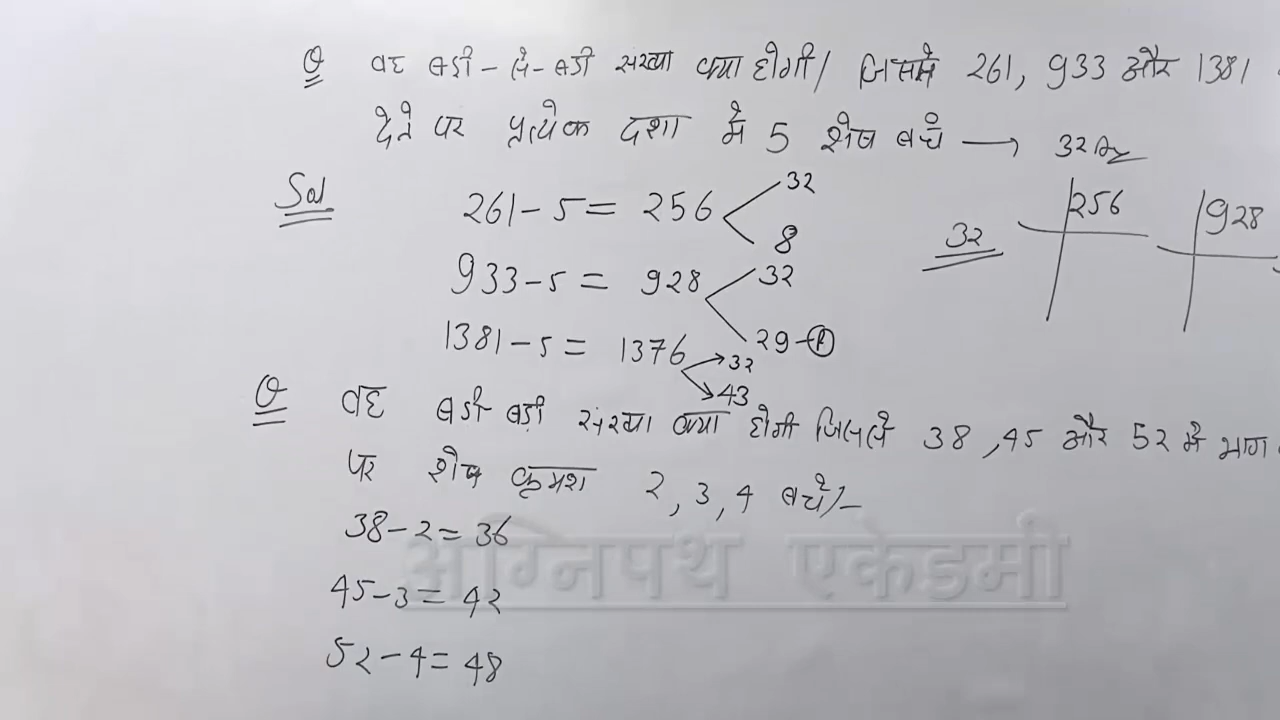 Q वह बड़ी-से-बड़ी संख्या क्या होगी/ जिससे 261, 933 और 1381
देने पर प्रत्येक दशा में 5 शेष बचे → 32 Ans
Sol
261-5= 256 32 8
933-5= 928 32 29-P
1381-5= 1376 32 43
32 256 928
Q वह बड़ी बड़ी संख्या क्या होगी जिससे 38, 45 और 52 में भाग
पर शेष क्रमश 2, 3, 4 बचे/-
38-2=36
45-3=42
52-4=48
अग्निपथ एकेडमी